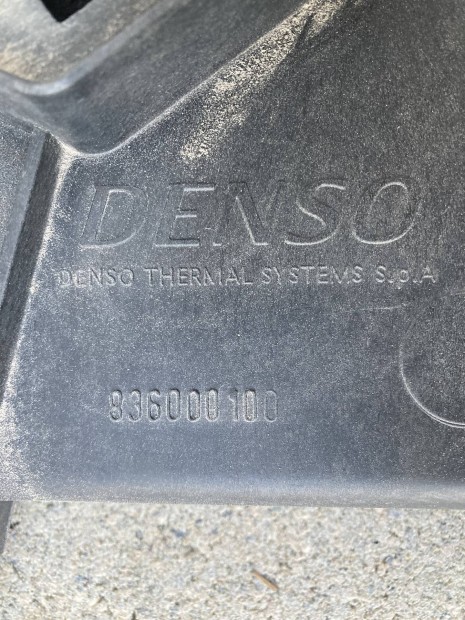 DENSO
DENSO THERMAL SYSTEMS S.p.A
836000100